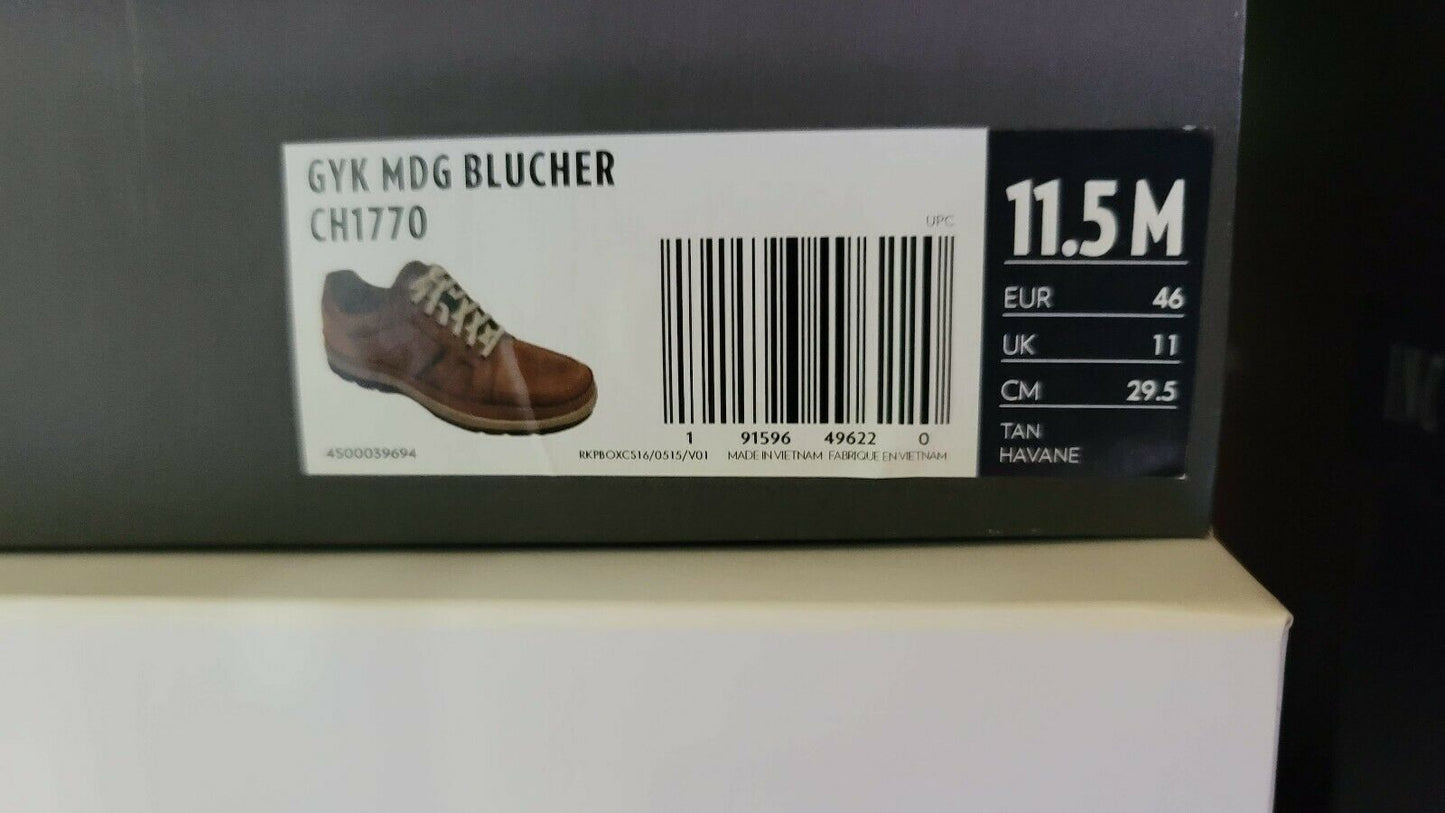 GYK MDG BLUCHER
CH1770
UPC
1 91596 49622 0
4500039694
RKPBOXCS16/0515/V01 MADE IN VIETNAM FABRIQUE EN VIETNAM
11.5 M
EUR 46
UK 11
CM 29.5
TAN
HAVANE